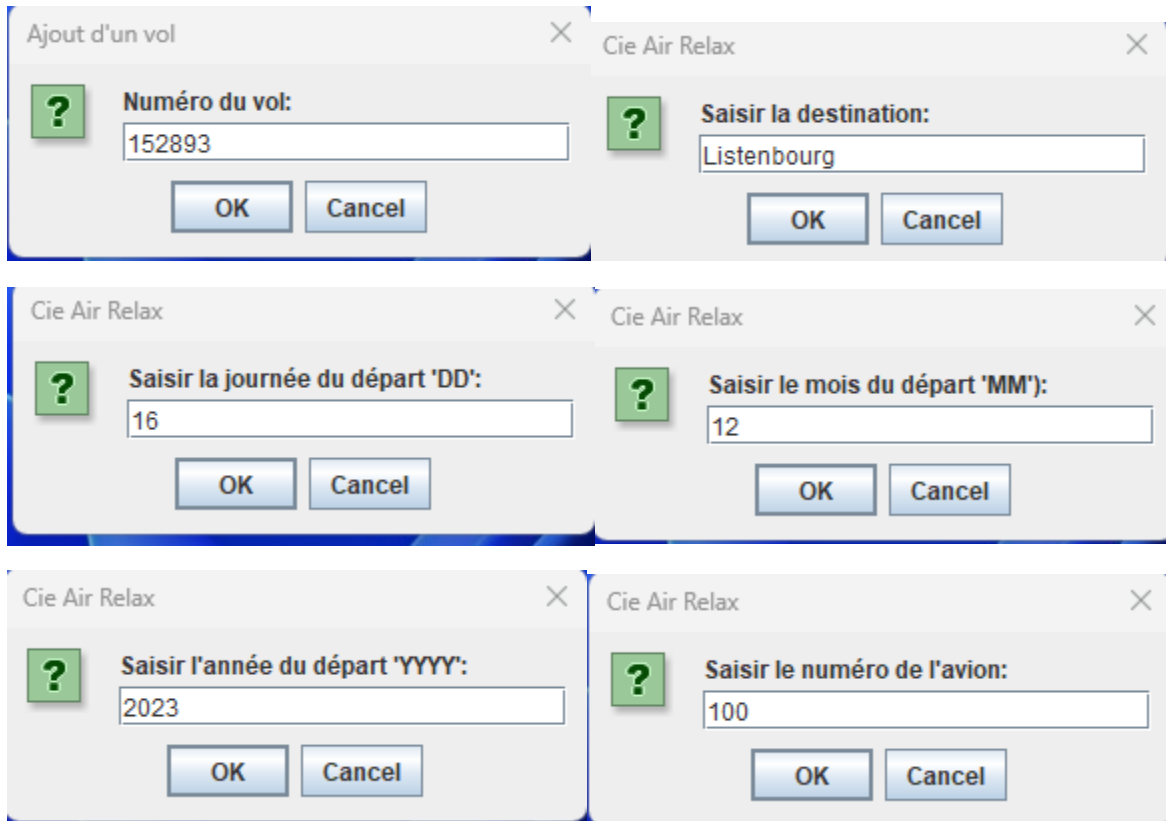 Ajout d'un vol
Numéro du vol:
152893
OK Cancel
Cie Air Relax
Saisir la destination:
Listenbourg
OK Cancel
Cie Air Relax
Saisir la journée du départ 'DD':
16
OK Cancel
Cie Air Relax
Saisir le mois du départ 'MM'):
12
OK Cancel
Cie Air Relax
Saisir l'année du départ 'YYYY':
2023
OK Cancel
Cie Air Relax
Saisir le numéro de l'avion:
100
OK Cancel